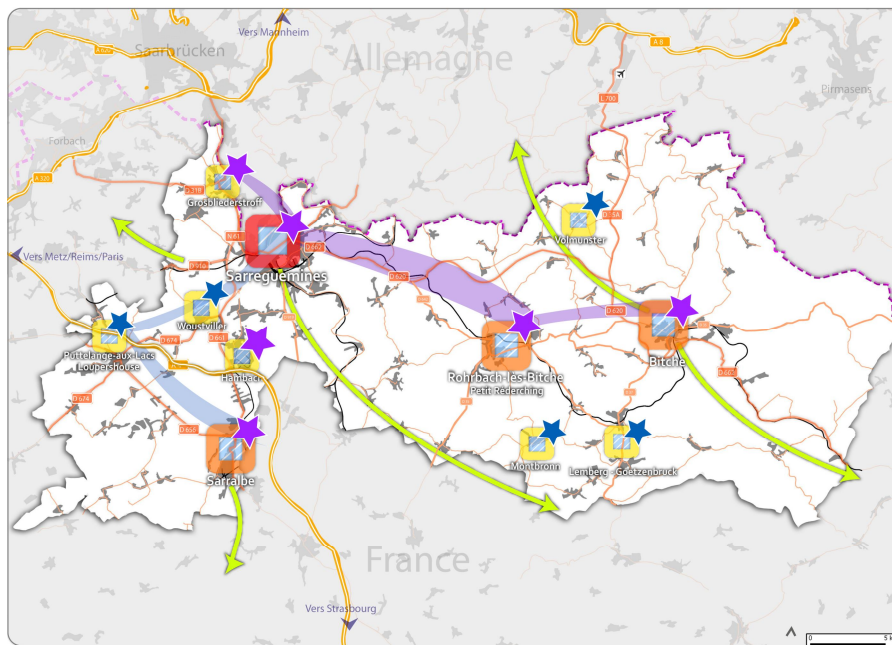 Vers Mannheim
A 620
Saarbrücken
Allemagne
A 8
L 700
Pirmasens
Forbach
A 320
D 31B
Grosbliederstroff
N 61
D 662
Volmunster
Vers Metz/Reims/Paris
D 910
Sarreguemines
D 620
Woustviller
D 620
Puttelange-aux-Lacs
Loupershouse
D 674
D 661
Hambach
Rohrbach-lès-Bitche
Petit Réderching
Bitche
D 674
D 656
Sarralbe
Montbronn
Lemberg - Goetzenbruck
France
Vers Strasbourg
0